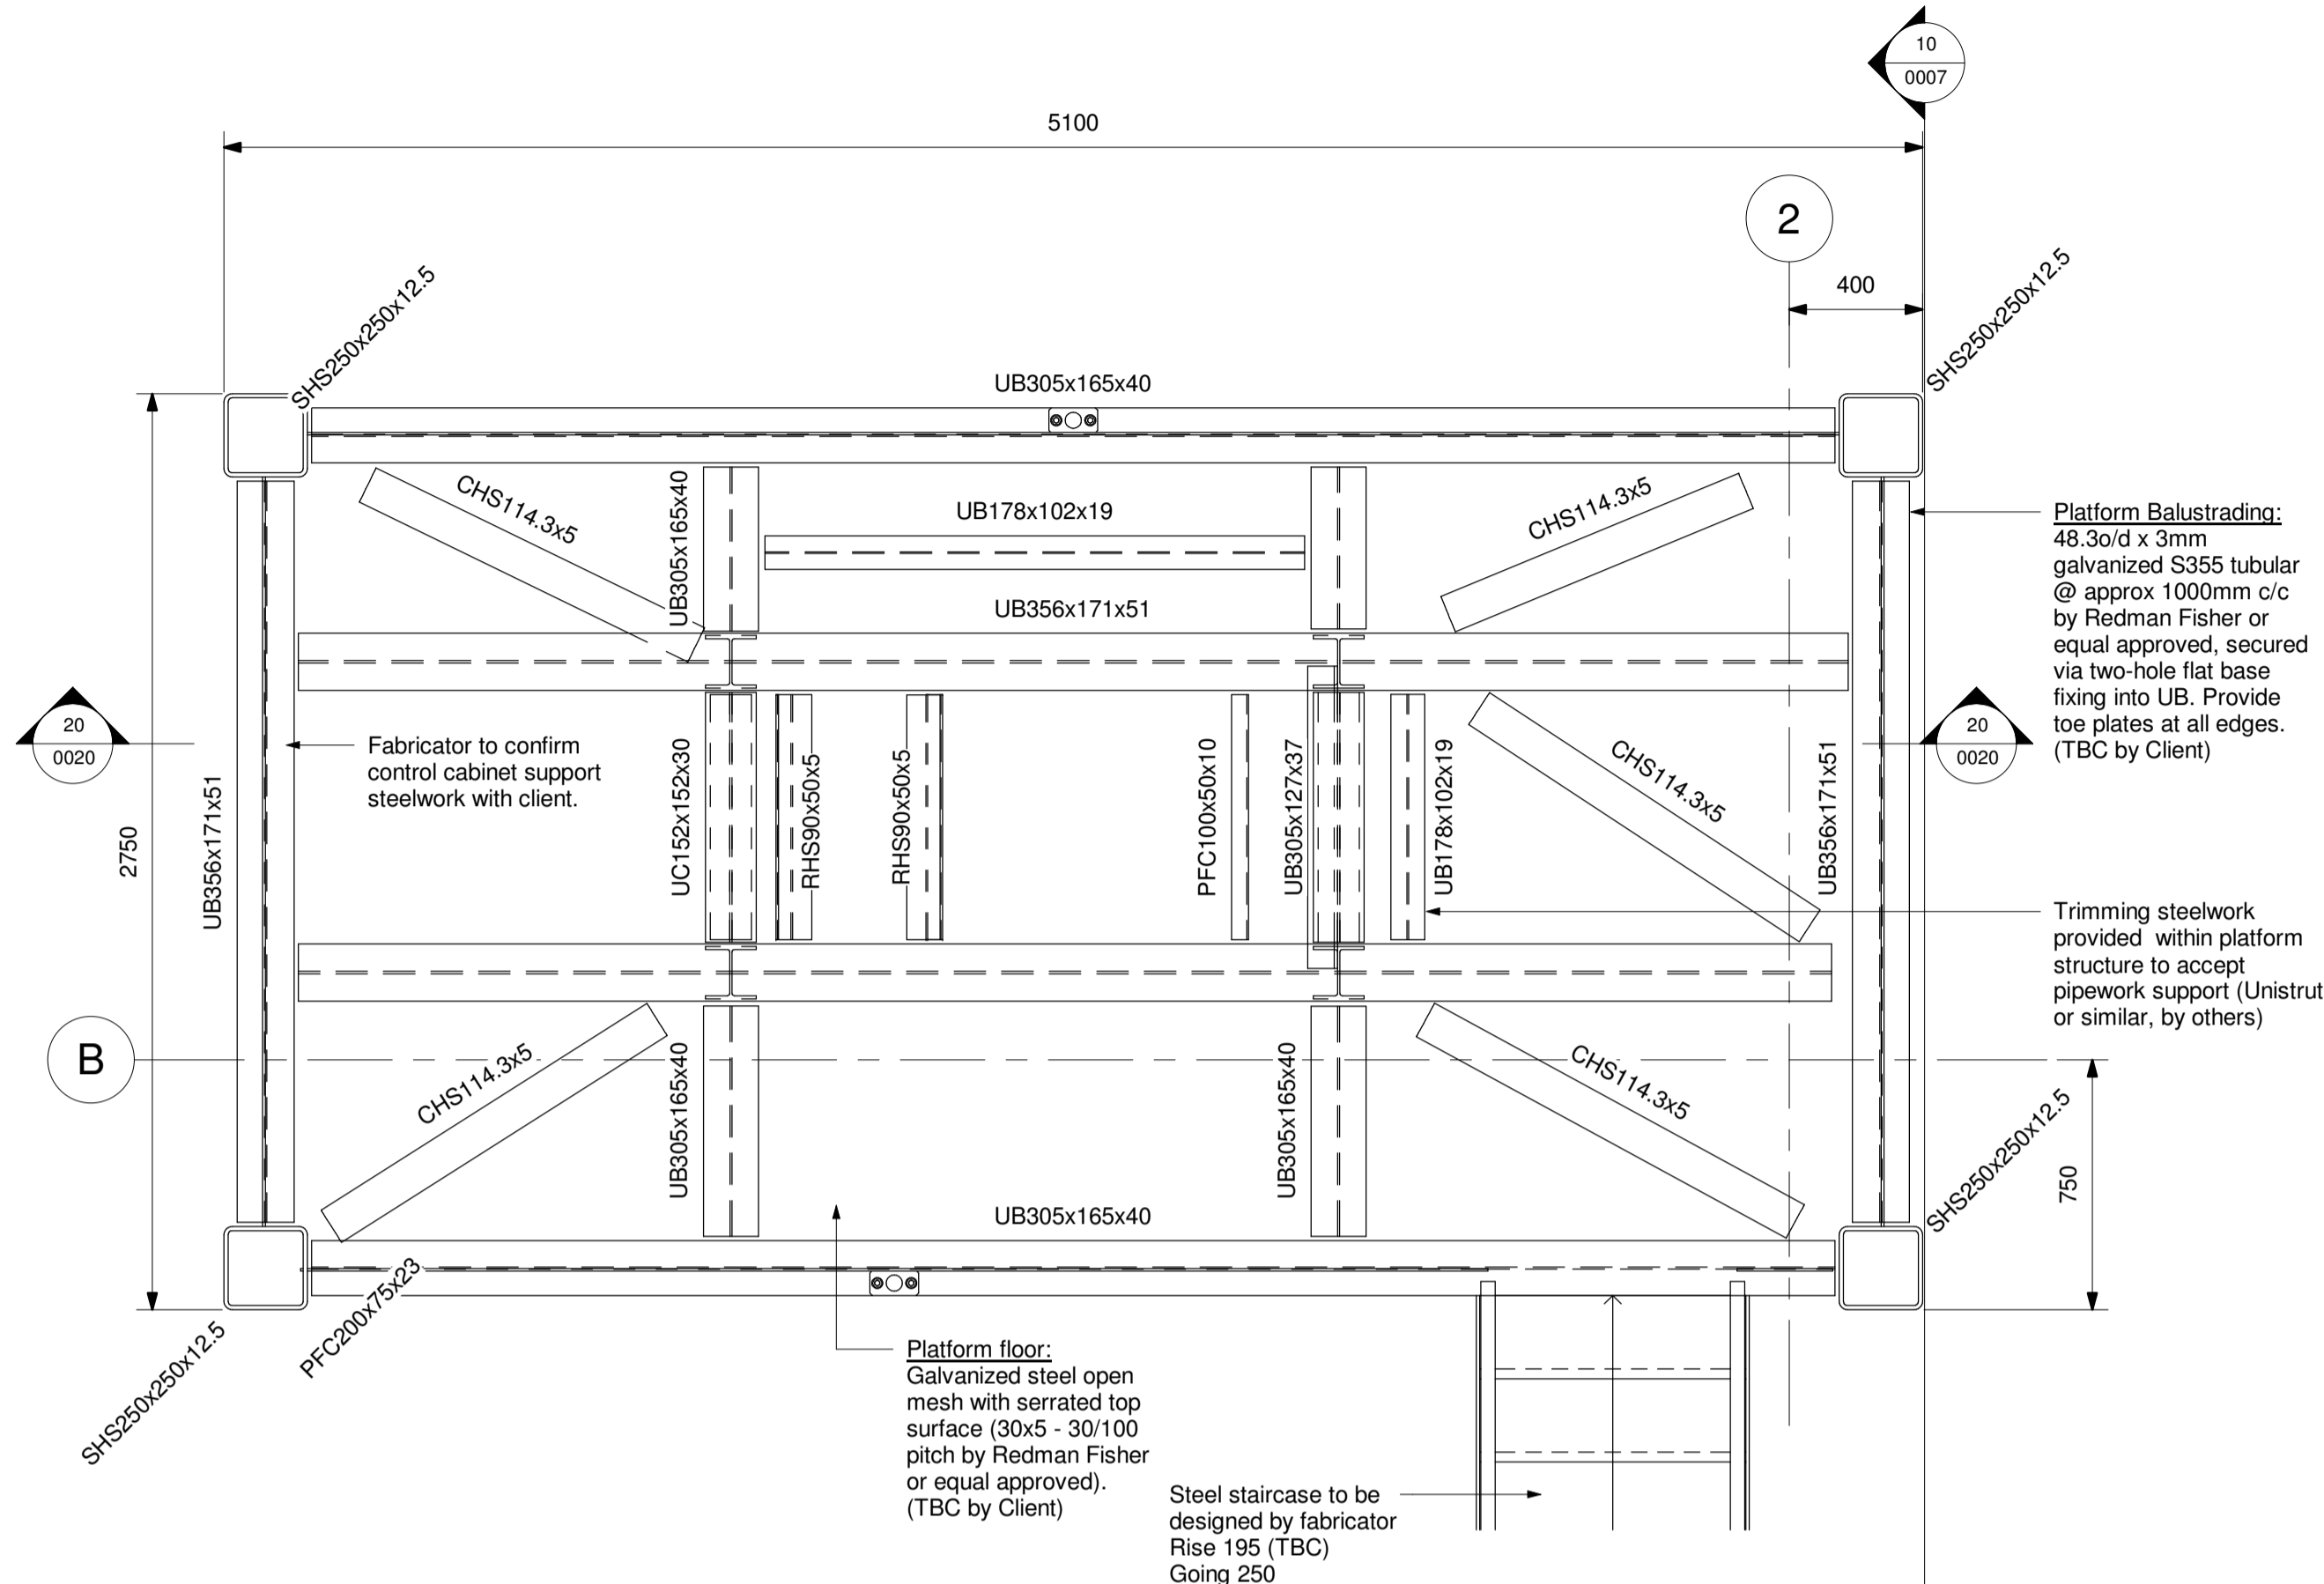 10
0007
5100
2
400
SHS250x250x12.5
SHS250x250x12.5
UB305x165x40
CHS114.3x5
UB305x165x40
UB178x102x19
CHS114.3x5
UB356x171x51
Platform Balustrading:
48.3o/d x 3mm
galvanized S355 tubular
@ approx 1000mm c/c
by Redman Fisher or
equal approved, secured
via two-hole flat base
fixing into UB. Provide
toe plates at all edges.
(TBC by Client)
20
0020
20
0020
Fabricator to confirm
control cabinet support
steelwork with client.
2750
UB356x171x51
UC152x152x30
RHS90x50x5
RHS90x50x5
PFC100x50x10
UB305x127x37
UB178x102x19
CHS114.3x5
UB356x171x51
Trimming steelwork
provided within platform
structure to accept
pipework support (Unistrut
or similar, by others)
B
CHS114.3x5
UB305x165x40
UB305x165x40
CHS114.3x5
SHS250x250x12.5
750
UB305x165x40
PFC200x75x23
SHS250x250x12.5
Platform floor:
Galvanized steel open
mesh with serrated top
surface (30x5 - 30/100
pitch by Redman Fisher
or equal approved).
(TBC by Client)
Steel staircase to be
designed by fabricator
Rise 195 (TBC)
Going 250